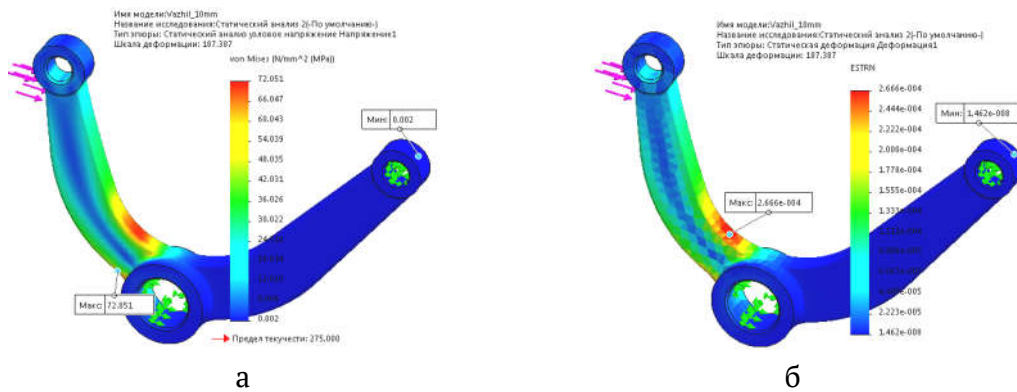 Имя модели:Vazhil_10mm
Название исследования:Статический анализ 2(-По умолчанию-)
Тип эпюры: Статический анализ узловое напряжение Напряжение1
Шкала деформации: 187.387
von Mises (N/mm^2 (MPa))
72.051
66.047
60.043
54.039
48.035
42.031
36.026
30.022
0.002
Мин: 0.002
Макс: 72.051
Предел текучести: 275.000
а
Имя модели:Vazhil_10mm
Название исследования:Статический анализ 2(-По умолчанию-)
Тип эпюры: Статическая деформация Деформация1
Шкала деформации: 187.387
ESTRN
2.666e-004
2.444e-004
2.222e-004
2.000e-004
1.778e-004
1.555e-004
2.223e-005
1.462e-008
Мин: 1.462e-008
Макс: 2.666e-004
б